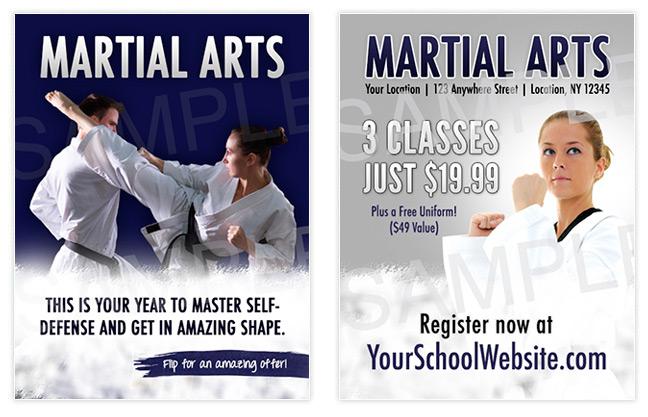 MARTIAL ARTS
THIS IS YOUR YEAR TO MASTER SELF-
DEFENSE AND GET IN AMAZING SHAPE.
Flip for an amazing offer!
MARTIAL ARTS
Your Location | 123 Anywhere Street | Location, NY 12345
3 CLASSES
JUST $19.99
Plus a Free Uniform!
($49 Value)
Register now at
YourSchoolWebsite.com
SAMPLE
SAMPLE
SAMPLE
SAMPLE